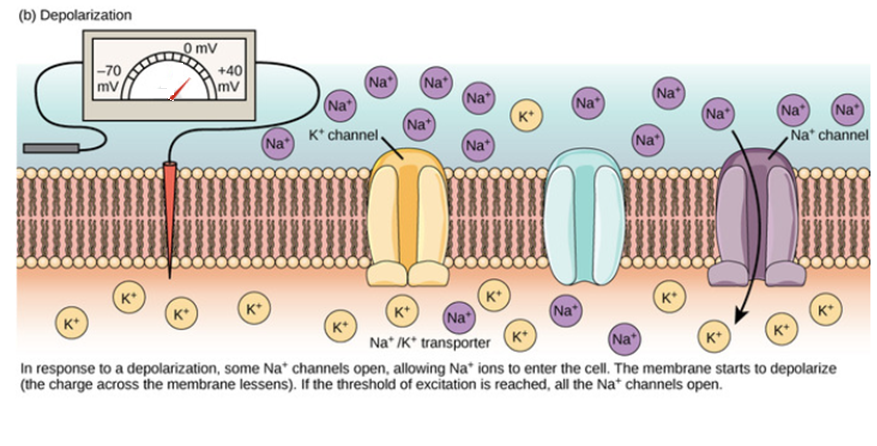 (b) Depolarization
0 mV
–70
mV
+40
mV
Na⁺
Na⁺
Na⁺
Na⁺
Na⁺
K⁺
Na⁺
Na⁺
Na⁺
Na⁺
Na⁺
Na⁺
Na⁺
Na⁺
K⁺ channel
Na⁺ channel
K⁺
K⁺
K⁺
K⁺
K⁺
K⁺
Na⁺
K⁺
K⁺
Na⁺
Na⁺
K⁺
K⁺
K⁺
K⁺
Na⁺ /K⁺ transporter
In response to a depolarization, some Na⁺ channels open, allowing Na⁺ ions to enter the cell. The membrane starts to depolarize
(the charge across the membrane lessens). If the threshold of excitation is reached, all the Na⁺ channels open.